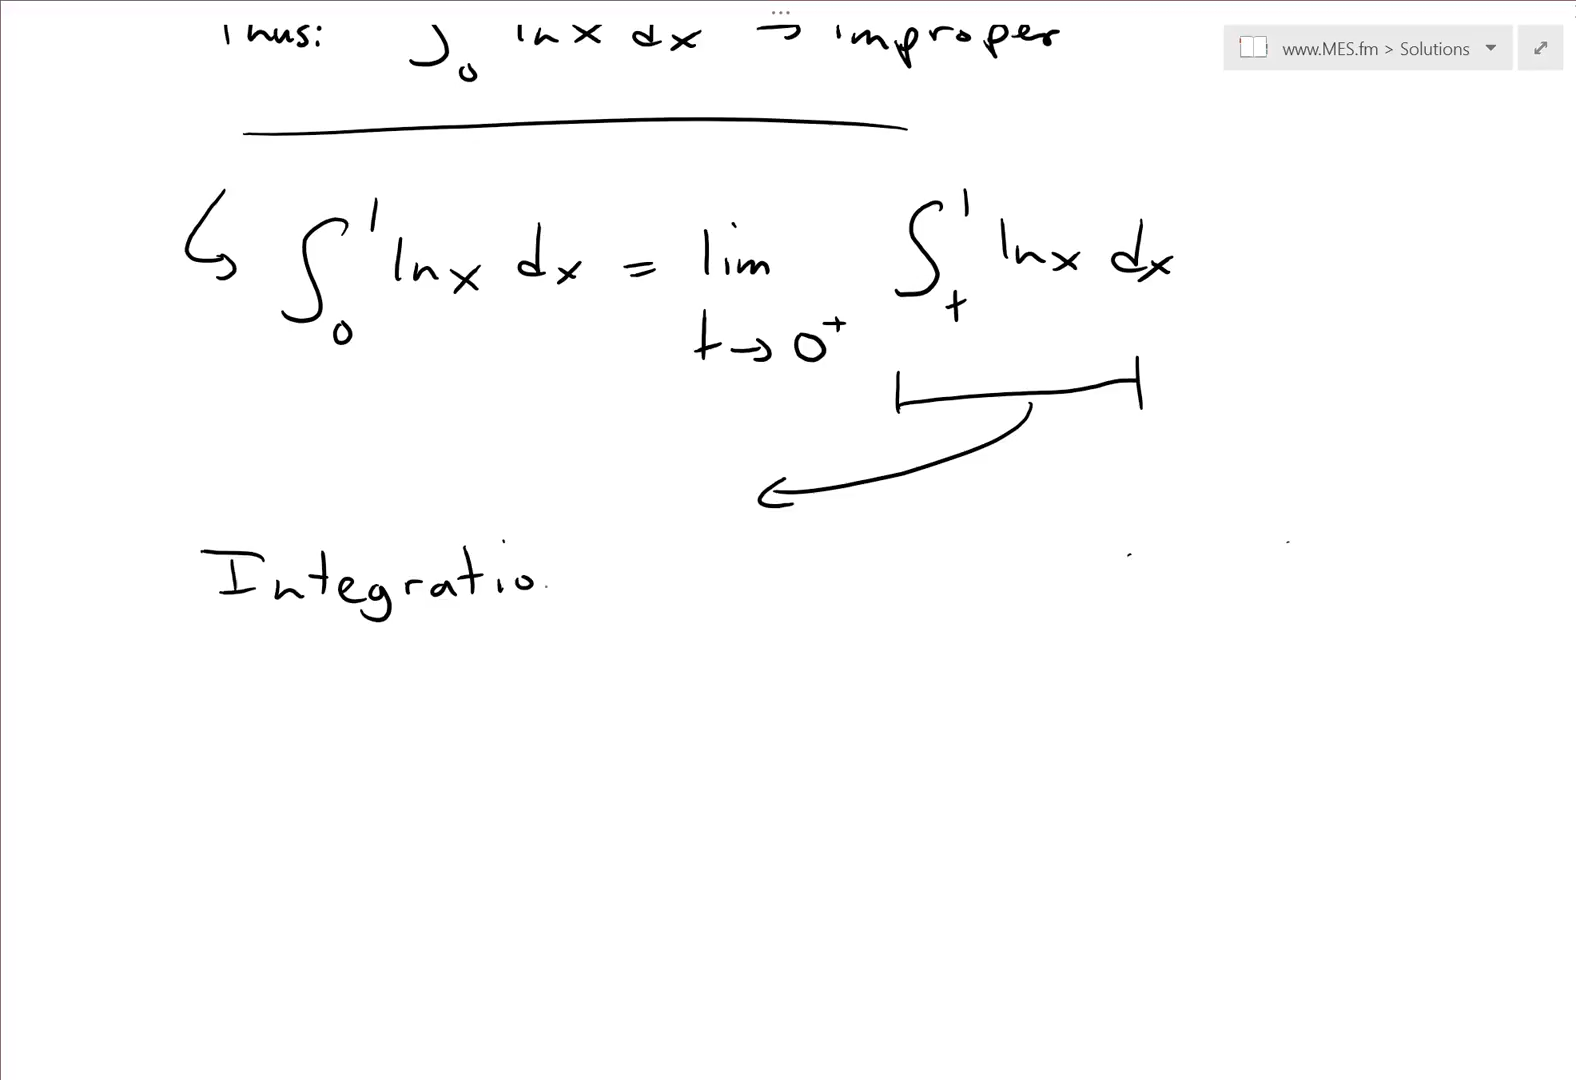 Thus: ∫₀ ln x dx → improper
www.MES.fm > Solutions
↳ ∫₀¹ ln x dx = lim t→0⁺ ∫ₜ¹ ln x dx
Integratio